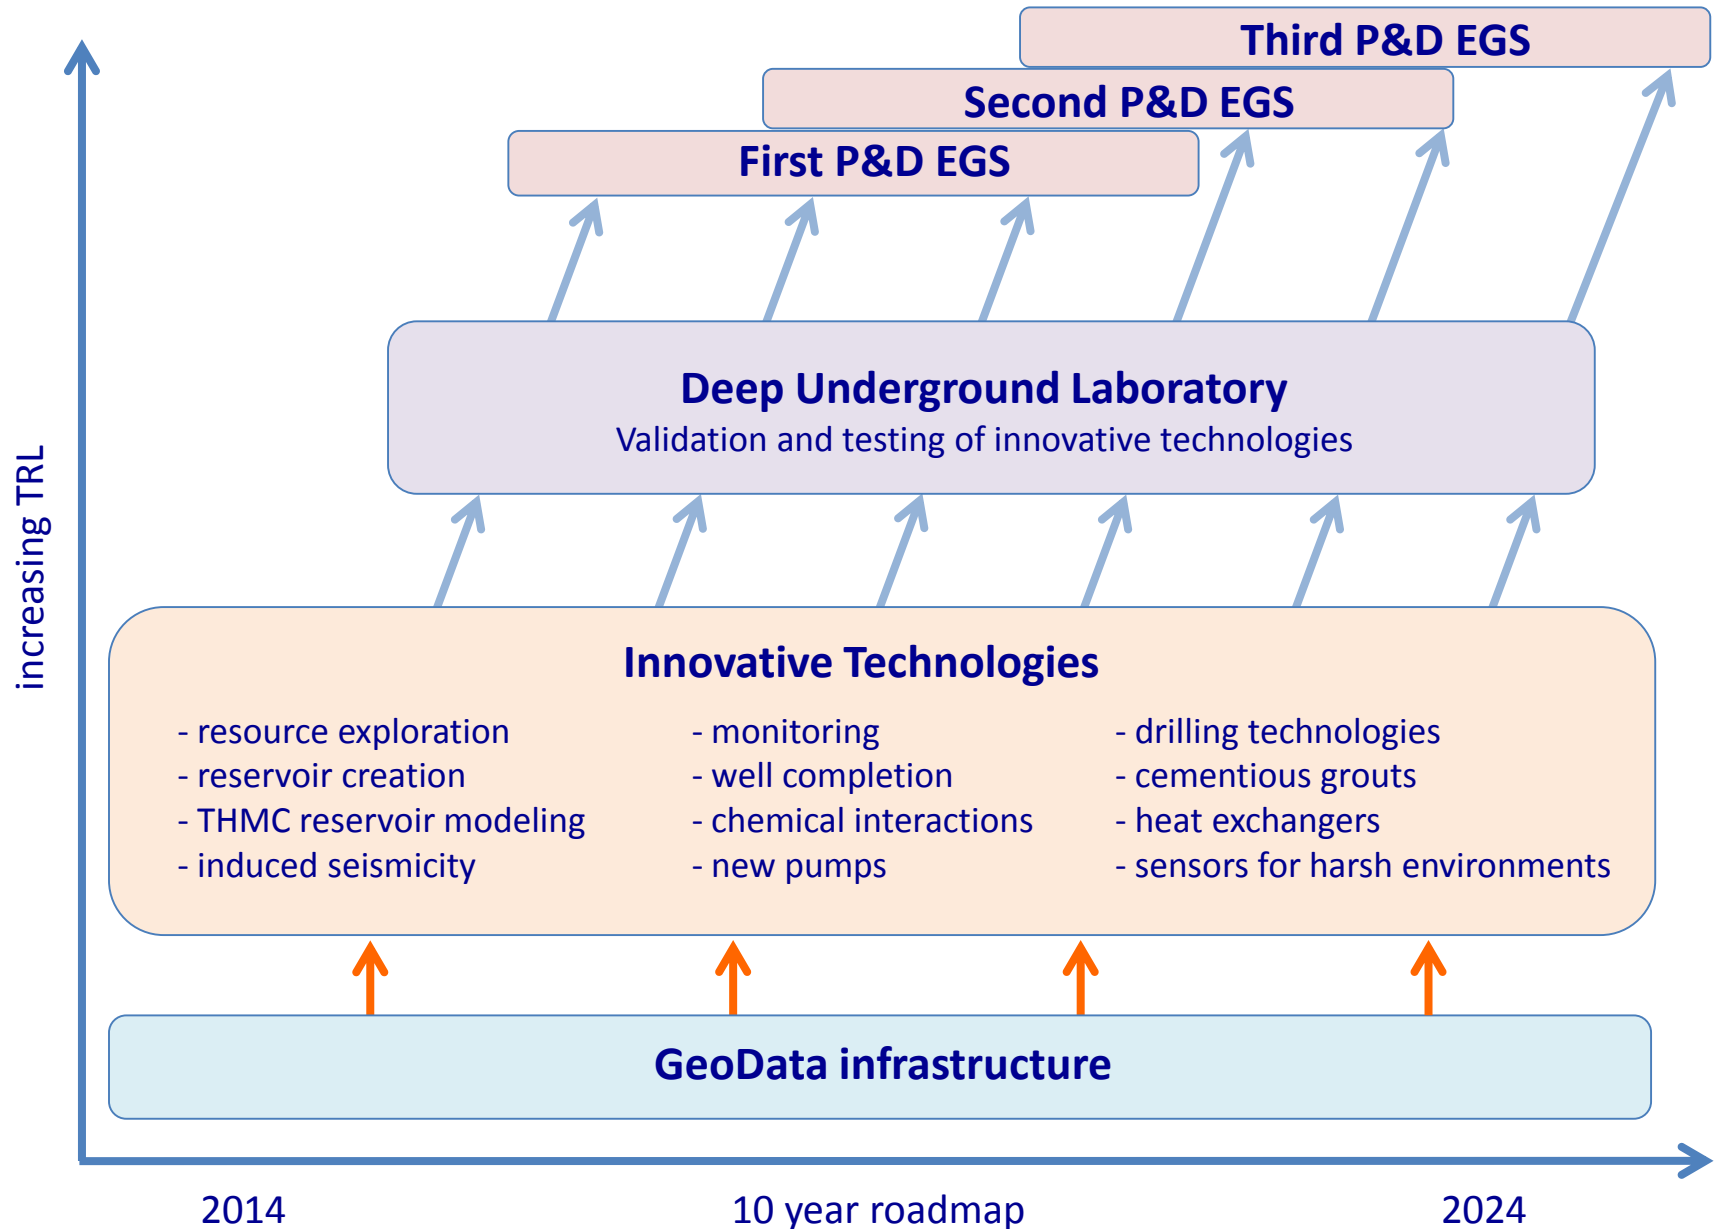 Third P&D EGS
Second P&D EGS
First P&D EGS
Deep Underground Laboratory
Validation and testing of innovative technologies
increasing TRL
Innovative Technologies
- resource exploration
- reservoir creation
- THMC reservoir modeling
- induced seismicity
- monitoring
- well completion
- chemical interactions
- new pumps
- drilling technologies
- cementious grouts
- heat exchangers
- sensors for harsh environments
GeoData infrastructure
2014 10 year roadmap 2024